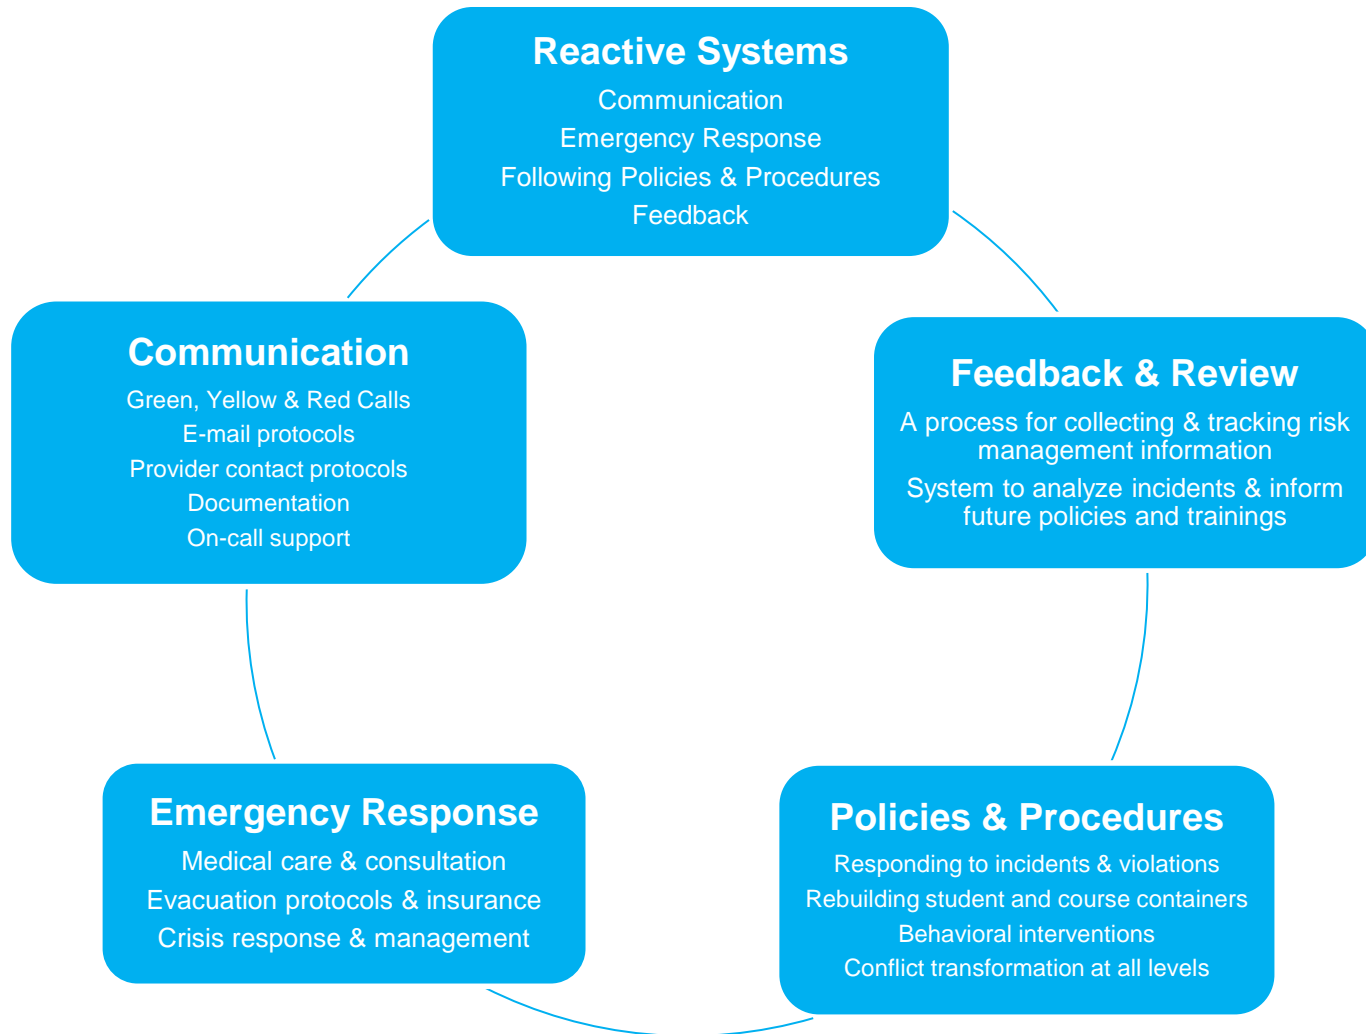 Reactive Systems
Communication
Emergency Response
Following Policies & Procedures
Feedback
Communication
Green, Yellow & Red Calls
E-mail protocols
Provider contact protocols
Documentation
On-call support
Feedback & Review
A process for collecting & tracking risk
management information
System to analyze incidents & inform
future policies and trainings
Emergency Response
Medical care & consultation
Evacuation protocols & insurance
Crisis response & management
Policies & Procedures
Responding to incidents & violations
Rebuilding student and course containers
Behavioral interventions
Conflict transformation at all levels